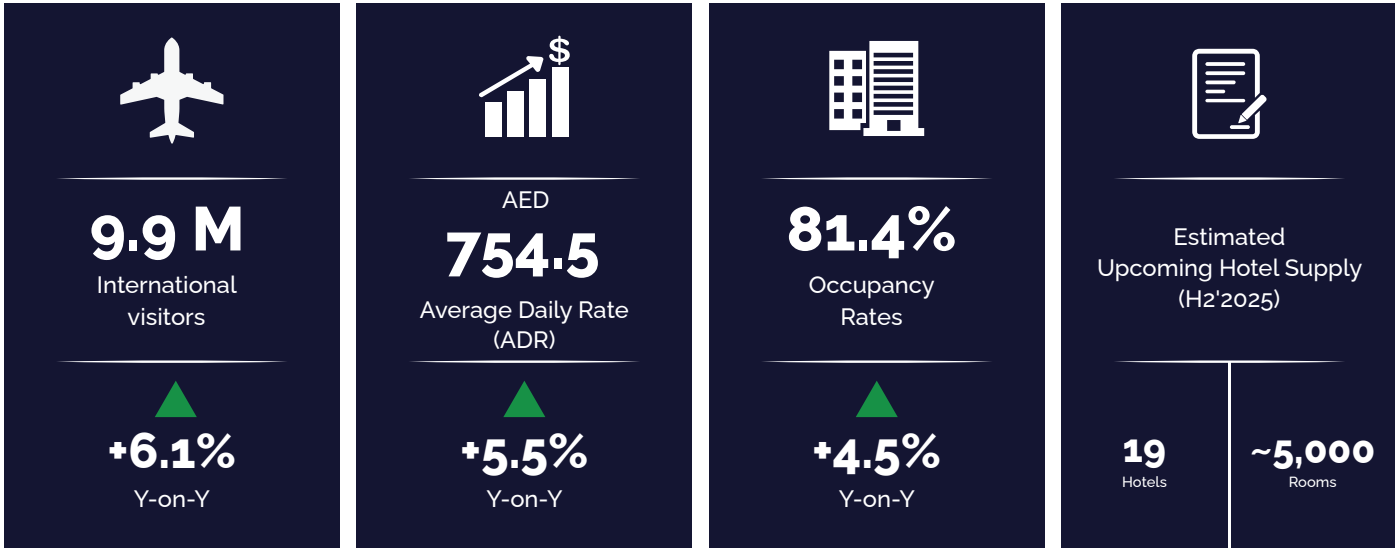 $
9.9 M
International
visitors
+6.1%
Y-on-Y
AED
754.5
Average Daily Rate
(ADR)
+5.5%
Y-on-Y
81.4%
Occupancy
Rates
+4.5%
Y-on-Y
Estimated
Upcoming Hotel Supply
(H2'2025)
19
Hotels
~5,000
Rooms